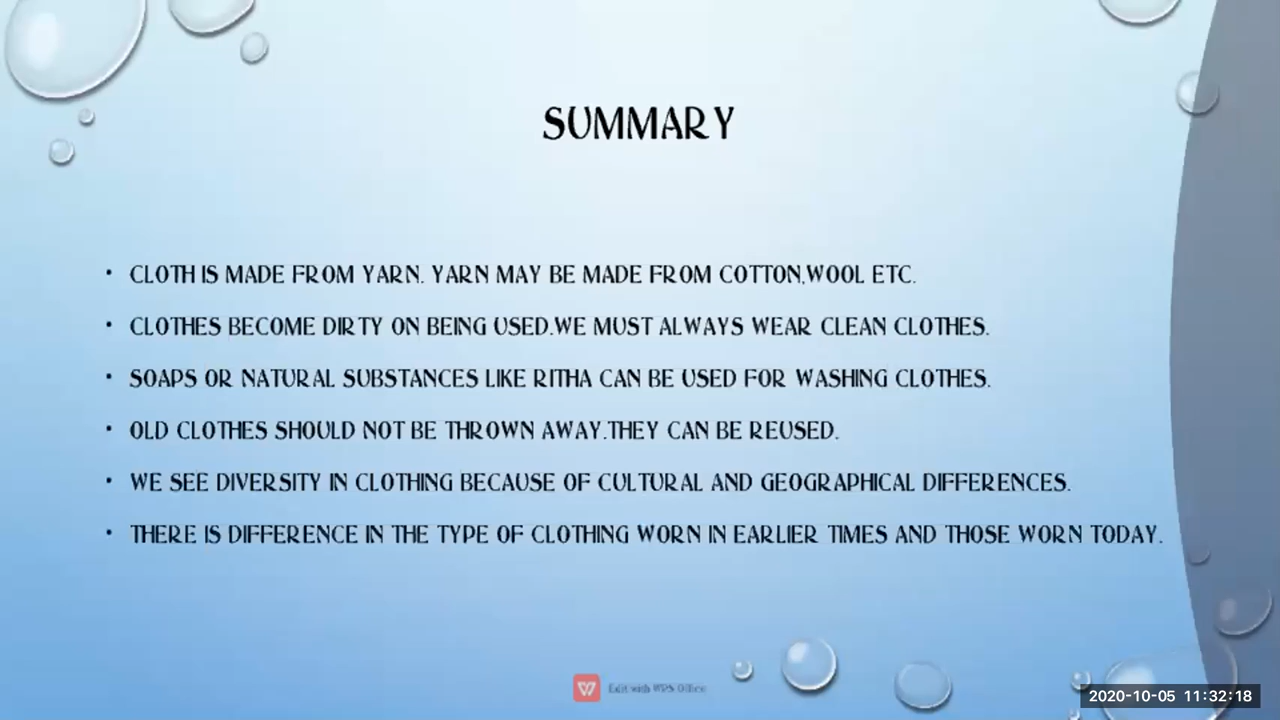 SUMMARY
• CLOTH IS MADE FROM YARN. YARN MAY BE MADE FROM COTTON,WOOL ETC.
• CLOTHES BECOME DIRTY ON BEING USED.WE MUST ALWAYS WEAR CLEAN CLOTHES.
• SOAPS OR NATURAL SUBSTANCES LIKE RITHA CAN BE USED FOR WASHING CLOTHES.
• OLD CLOTHES SHOULD NOT BE THROWN AWAY.THEY CAN BE REUSED.
• WE SEE DIVERSITY IN CLOTHING BECAUSE OF CULTURAL AND GEOGRAPHICAL DIFFERENCES.
• THERE IS DIFFERENCE IN THE TYPE OF CLOTHING WORN IN EARLIER TIMES AND THOSE WORN TODAY.
Edit with WPS Office
2020-10-05 11:32:18